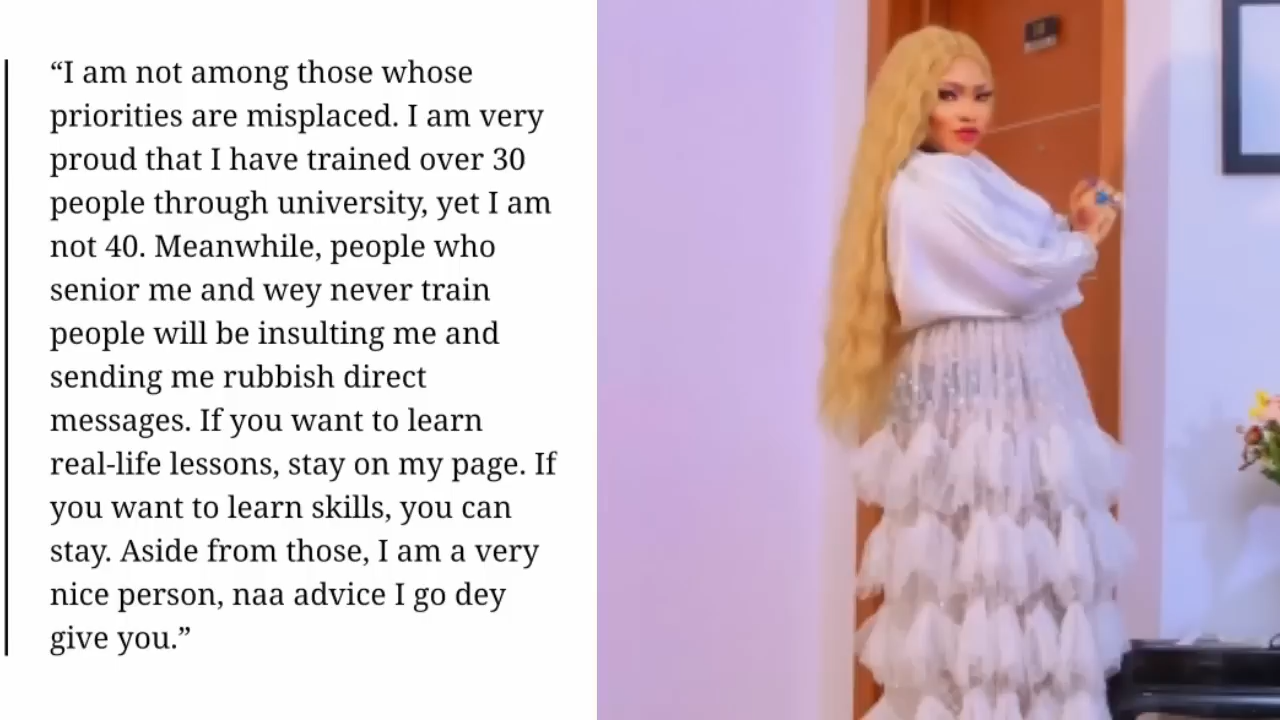 “I am not among those whose
priorities are misplaced. I am very
proud that I have trained over 30
people through university, yet I am
not 40. Meanwhile, people who
senior me and wey never train
people will be insulting me and
sending me rubbish direct
messages. If you want to learn
real-life lessons, stay on my page. If
you want to learn skills, you can
stay. Aside from those, I am a very
nice person, naa advice I go dey
give you.”